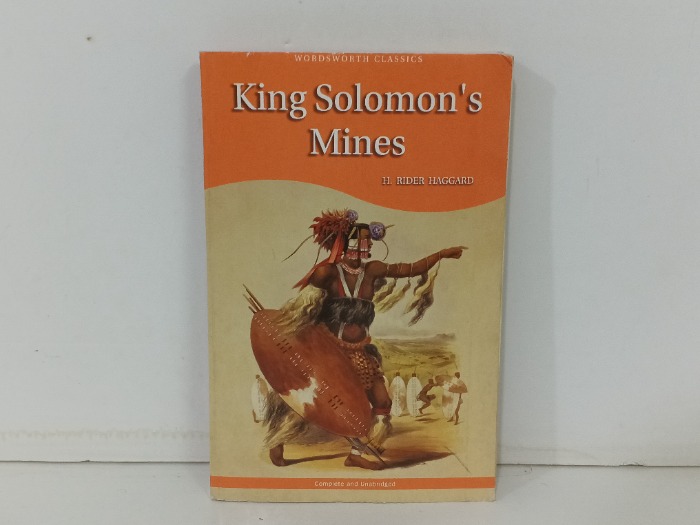 WORDSWORTH CLASSICS
King Solomon's
Mines
H. RIDER HAGGARD
Complete and Unabridged